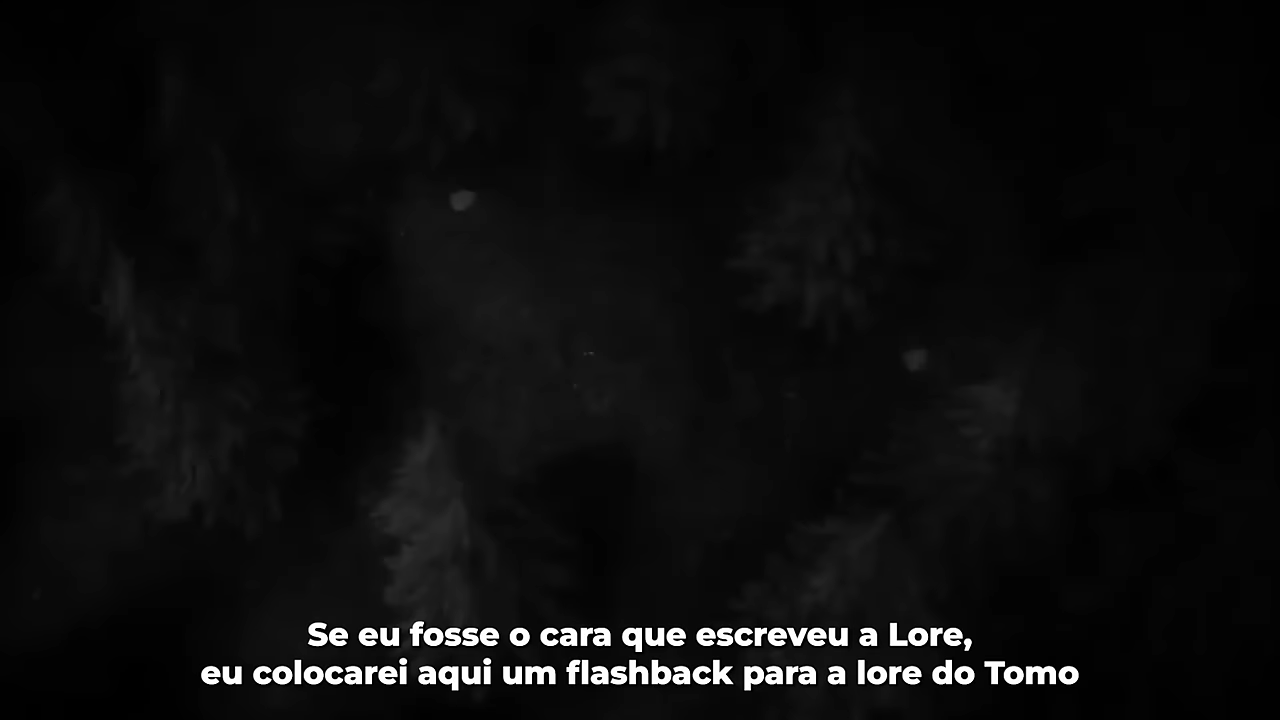 Se eu fosse o cara que escreveu a Lore,
eu colocarei aqui um flashback para a lore do Tomo